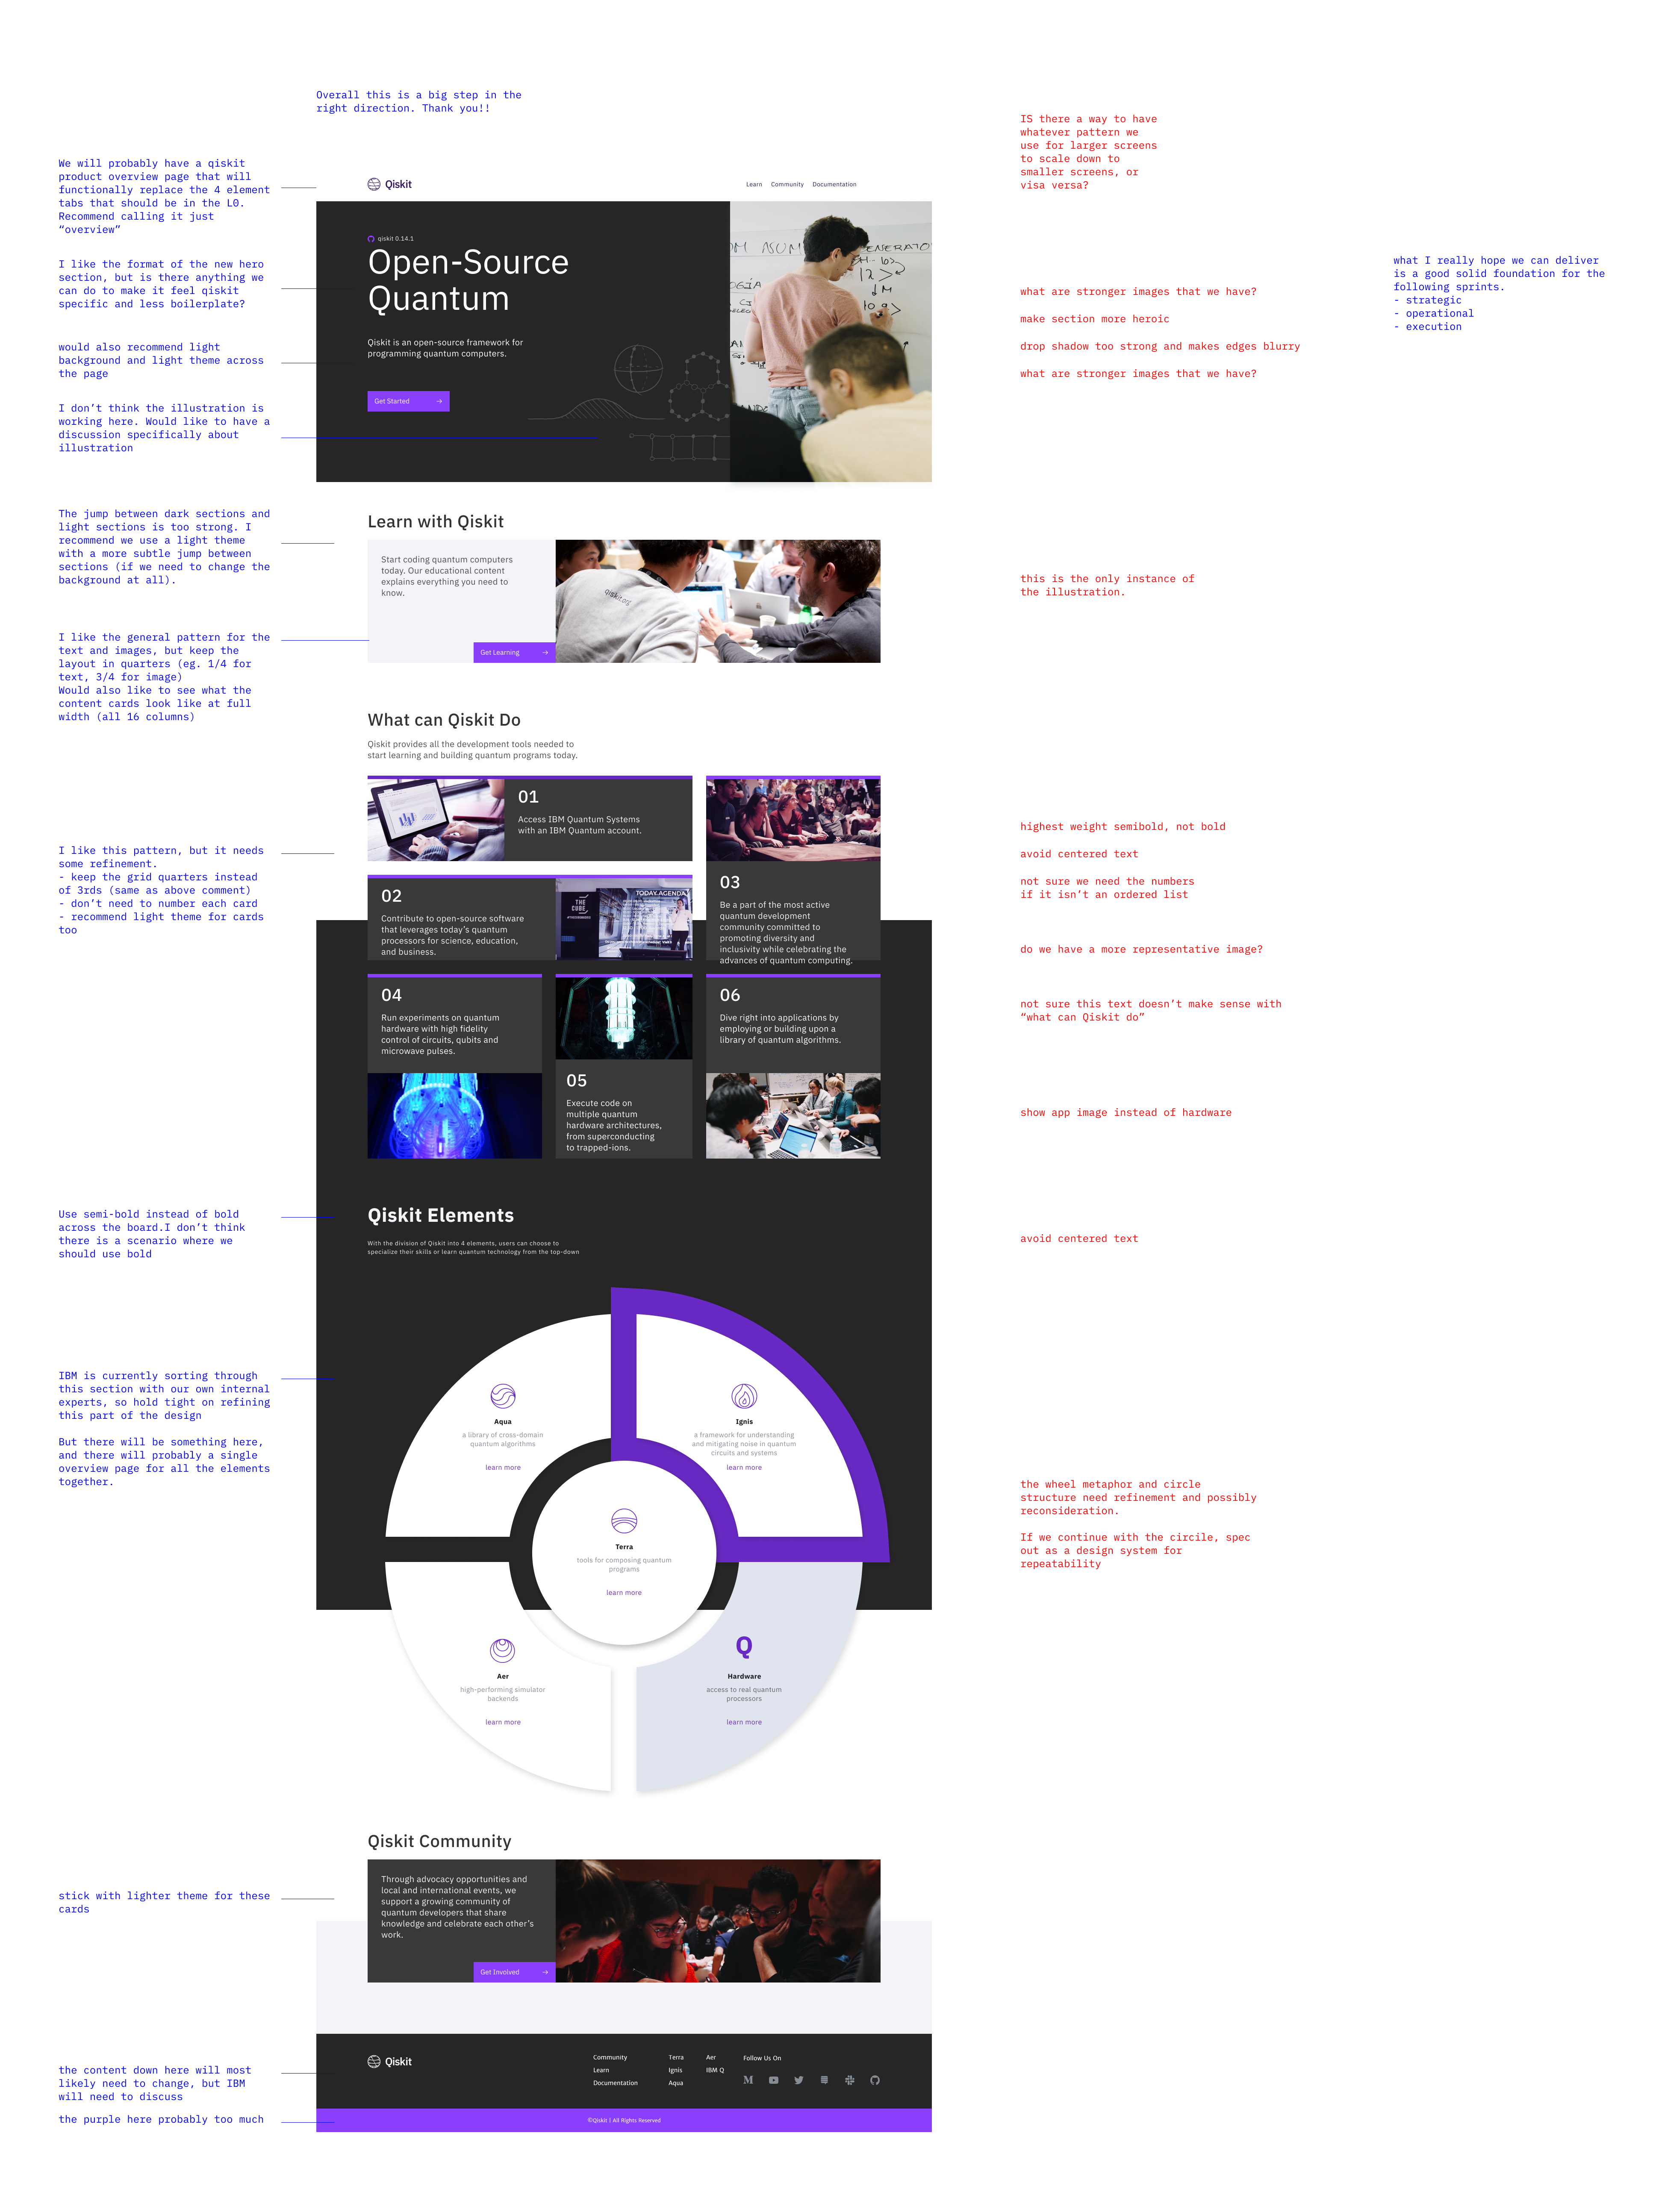 Overall this is a big step in the
right direction. Thank you!!
We will probably have a qiskit
product overview page that will
functionally replace the 4 element
tabs that should be in the L0.
Recommend calling it just
“overview”
I like the format of the new hero
section, but is there anything we
can do to make it feel qiskit
specific and less boilerplate?
would also recommend light
background and light theme across
the page
I don’t think the illustration is
working here. Would like to have a
discussion specifically about
illustration
The jump between dark sections and
light sections is too strong. I
recommend we use a light theme
with a more subtle jump between
sections (if we need to change the
background at all).
I like the general pattern for the
text and images, but keep the
layout in quarters (eg. 1/4 for
text, 3/4 for image)
Would also like to see what the
content cards look like at full
width (all 16 columns)
I like this pattern, but it needs
some refinement.
- keep the grid quarters instead
of 3rds (same as above comment)
- don’t need to number each card
- recommend light theme for cards
too
Use semi-bold instead of bold
across the board.I don’t think
there is a scenario where we
should use bold
IBM is currently sorting through
this section with our own internal
experts, so hold tight on refining
this part of the design
But there will be something here,
and there will probably a single
overview page for all the elements
together.
stick with lighter theme for these
cards
the content down here will most
likely need to change, but IBM
will need to discuss
the purple here probably too much
Qiskit
Learn Community Documentation
qiskit 0.14.1
Open-Source
Quantum
Qiskit is an open-source framework for
programming quantum computers.
Get Started →
ASUM
GENERATO
Learn with Qiskit
Start coding quantum computers
today. Our educational content
explains everything you need to
know.
Get Learning →
qiskit.org
What can Qiskit Do
Qiskit provides all the development tools needed to
start learning and building quantum programs today.
01
Access IBM Quantum Systems
with an IBM Quantum account.
02
Contribute to open-source software
that leverages today’s quantum
processors for science, education,
and business.
THE
CUBE
TODAY.AGENDA
03
Be a part of the most active
quantum development
community committed to
promoting diversity and
inclusivity while celebrating the
advances of quantum computing.
04
Run experiments on quantum
hardware with high fidelity
control of circuits, qubits and
microwave pulses.
05
Execute code on
multiple quantum
hardware architectures,
from superconducting
to trapped-ions.
06
Dive right into applications by
employing or building upon a
library of quantum algorithms.
Qiskit Elements
With the division of Qiskit into 4 elements, users can choose to
specialize their skills or learn quantum technology from the top-down
Aqua
a library of cross-domain
quantum algorithms
learn more
Ignis
a framework for understanding
and mitigating noise in quantum
circuits and systems
learn more
Terra
tools for composing quantum
programs
learn more
Aer
high-performing simulator
backends
learn more
Q
Hardware
access to real quantum
processors
learn more
Qiskit Community
Through advocacy opportunities and
local and international events, we
support a growing community of
quantum developers that share
knowledge and celebrate each other’s
work.
Get Involved →
Qiskit
Community
Learn
Documentation
Terra
Ignis
Aqua
Aer
IBM Q
Follow Us On
©Qiskit | All Rights Reserved
IS there a way to have
whatever pattern we
use for larger screens
to scale down to
smaller screens, or
visa versa?
what are stronger images that we have?
make section more heroic
drop shadow too strong and makes edges blurry
what are stronger images that we have?
this is the only instance of
the illustration.
highest weight semibold, not bold
avoid centered text
not sure we need the numbers
if it isn’t an ordered list
do we have a more representative image?
not sure this text doesn’t make sense with
“what can Qiskit do”
show app image instead of hardware
avoid centered text
the wheel metaphor and circle
structure need refinement and possibly
reconsideration.
If we continue with the circile, spec
out as a design system for
repeatability
what I really hope we can deliver
is a good solid foundation for the
following sprints.
- strategic
- operational
- execution